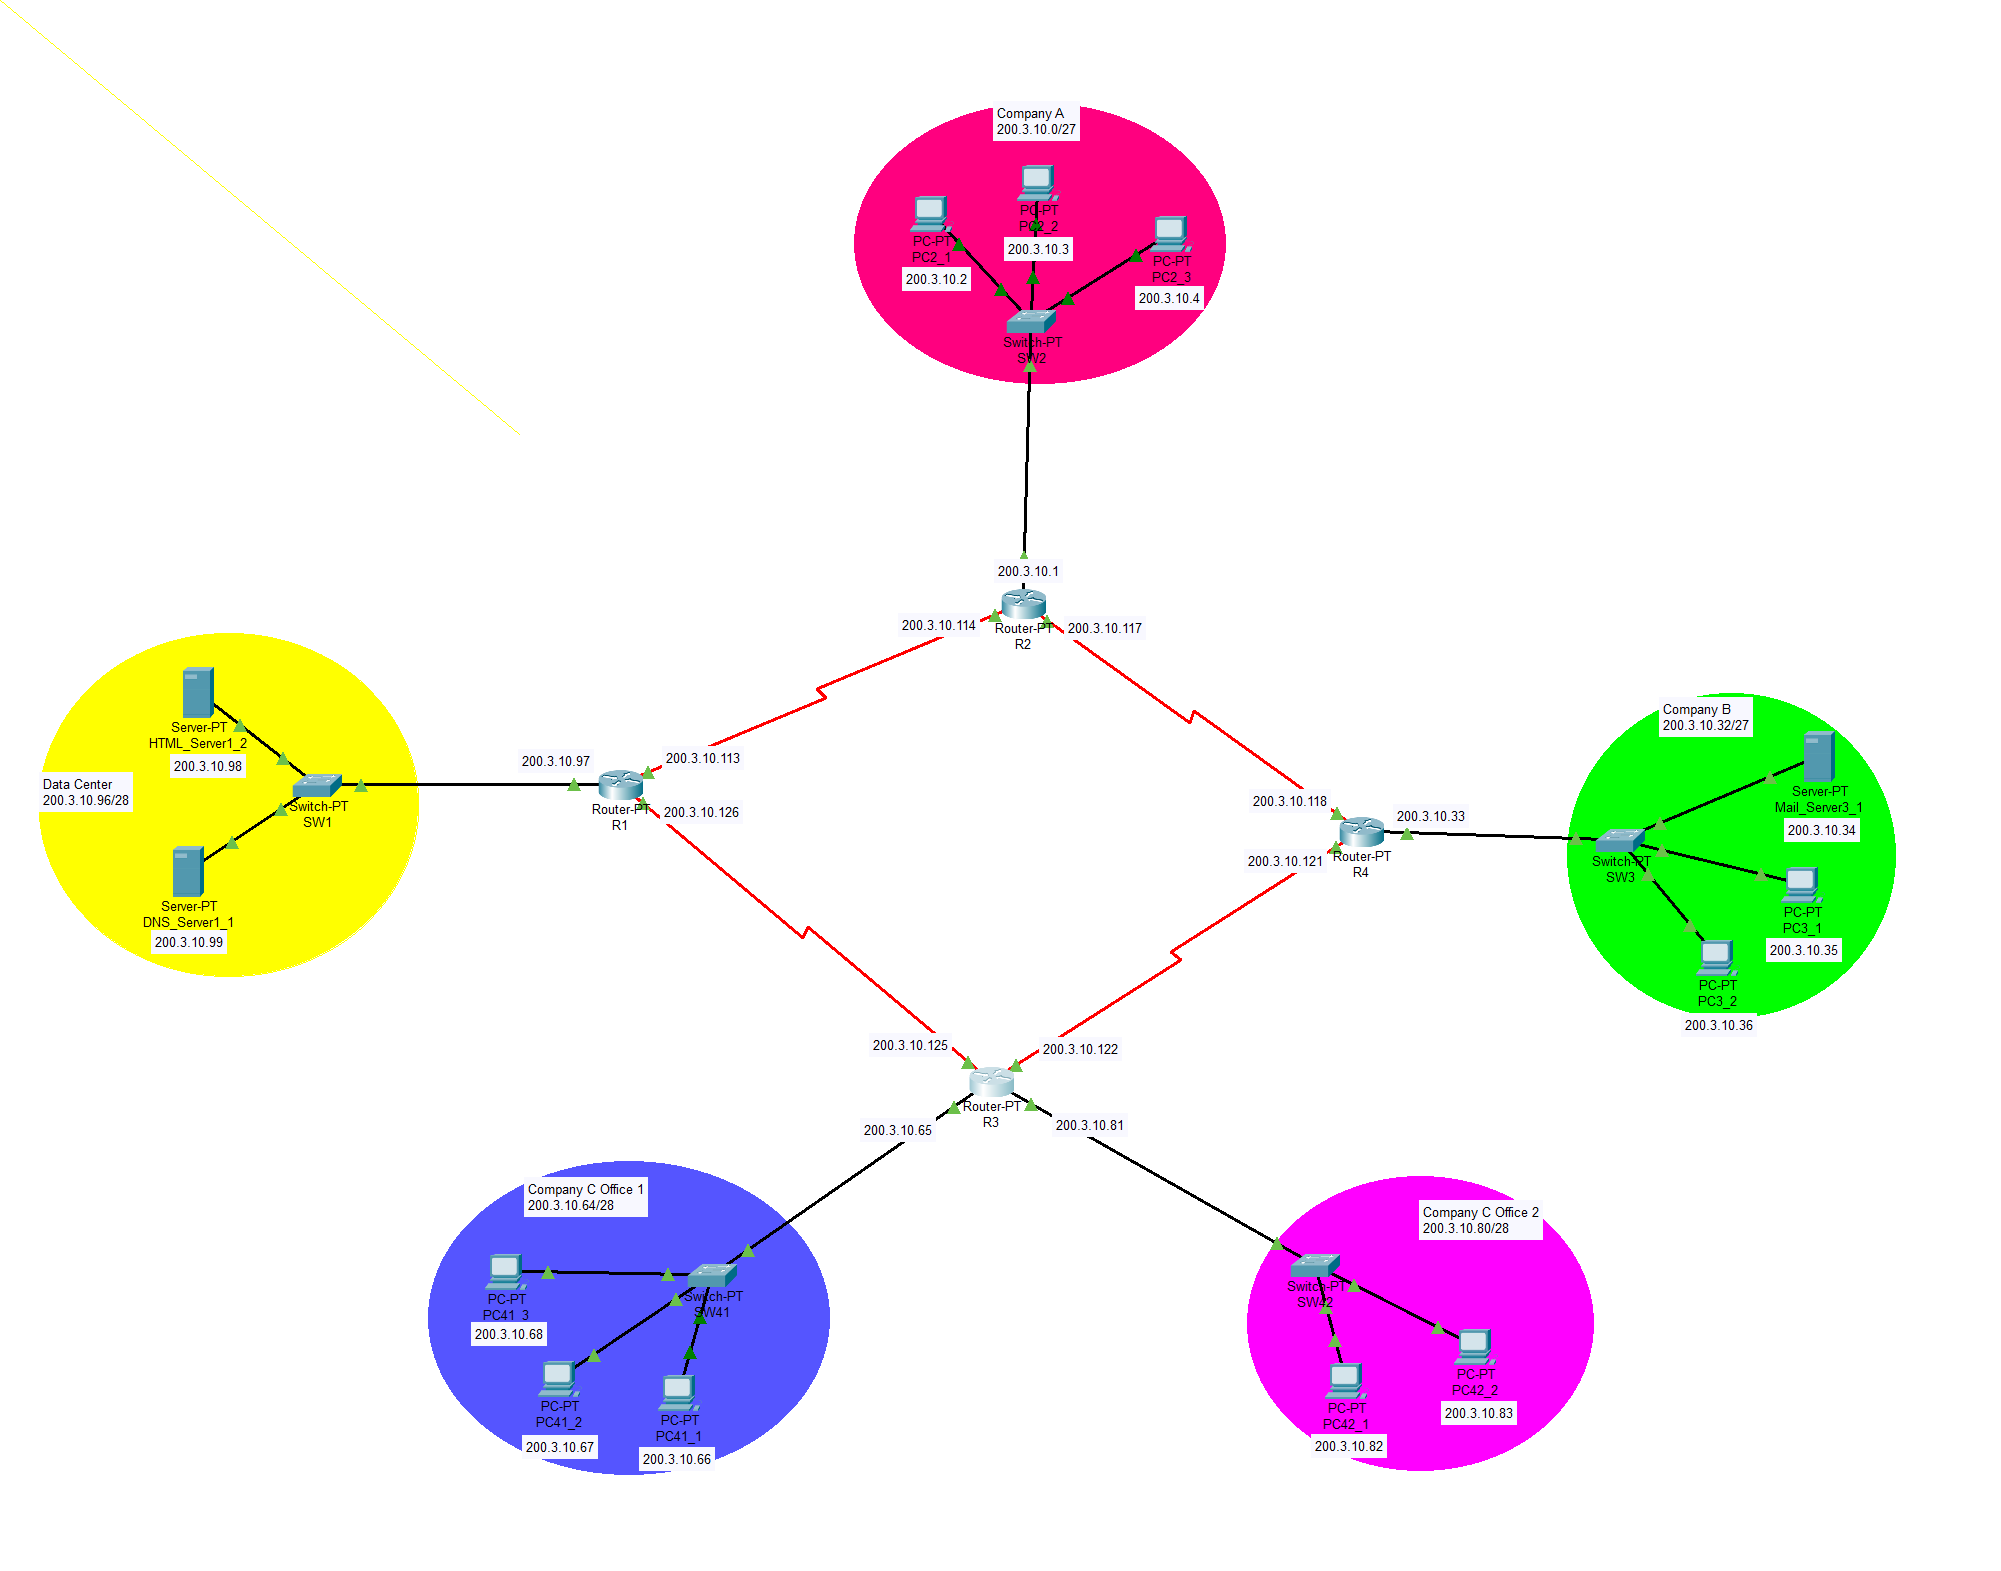 Company A
200.3.10.0/27
PC-PT
PC2_2
200.3.10.3
PC-PT
PC2_1
200.3.10.2
PC-PT
PC2_3
200.3.10.4
Switch-PT
SW2
200.3.10.1
200.3.10.114
Router-PT
R2
200.3.10.117
Server-PT
HTML_Server1_2
200.3.10.98
Data Center
200.3.10.96/28
Switch-PT
SW1
Server-PT
DNS_Server1_1
200.3.10.99
200.3.10.97
200.3.10.113
Router-PT
R1
200.3.10.126
200.3.10.118
200.3.10.33
200.3.10.121
Router-PT
R4
Company B
200.3.10.32/27
Server-PT
Mail_Server3_1
200.3.10.34
Switch-PT
SW3
PC-PT
PC3_1
200.3.10.35
PC-PT
PC3_2
200.3.10.36
200.3.10.125
200.3.10.122
Router-PT
R3
200.3.10.65
200.3.10.81
Company C Office 1
200.3.10.64/28
PC-PT
PC41_3
200.3.10.68
Switch-PT
SW41
PC-PT
PC41_2
200.3.10.67
PC-PT
PC41_1
200.3.10.66
Company C Office 2
200.3.10.80/28
Switch-PT
SW42
PC-PT
PC42_2
200.3.10.83
PC-PT
PC42_1
200.3.10.82